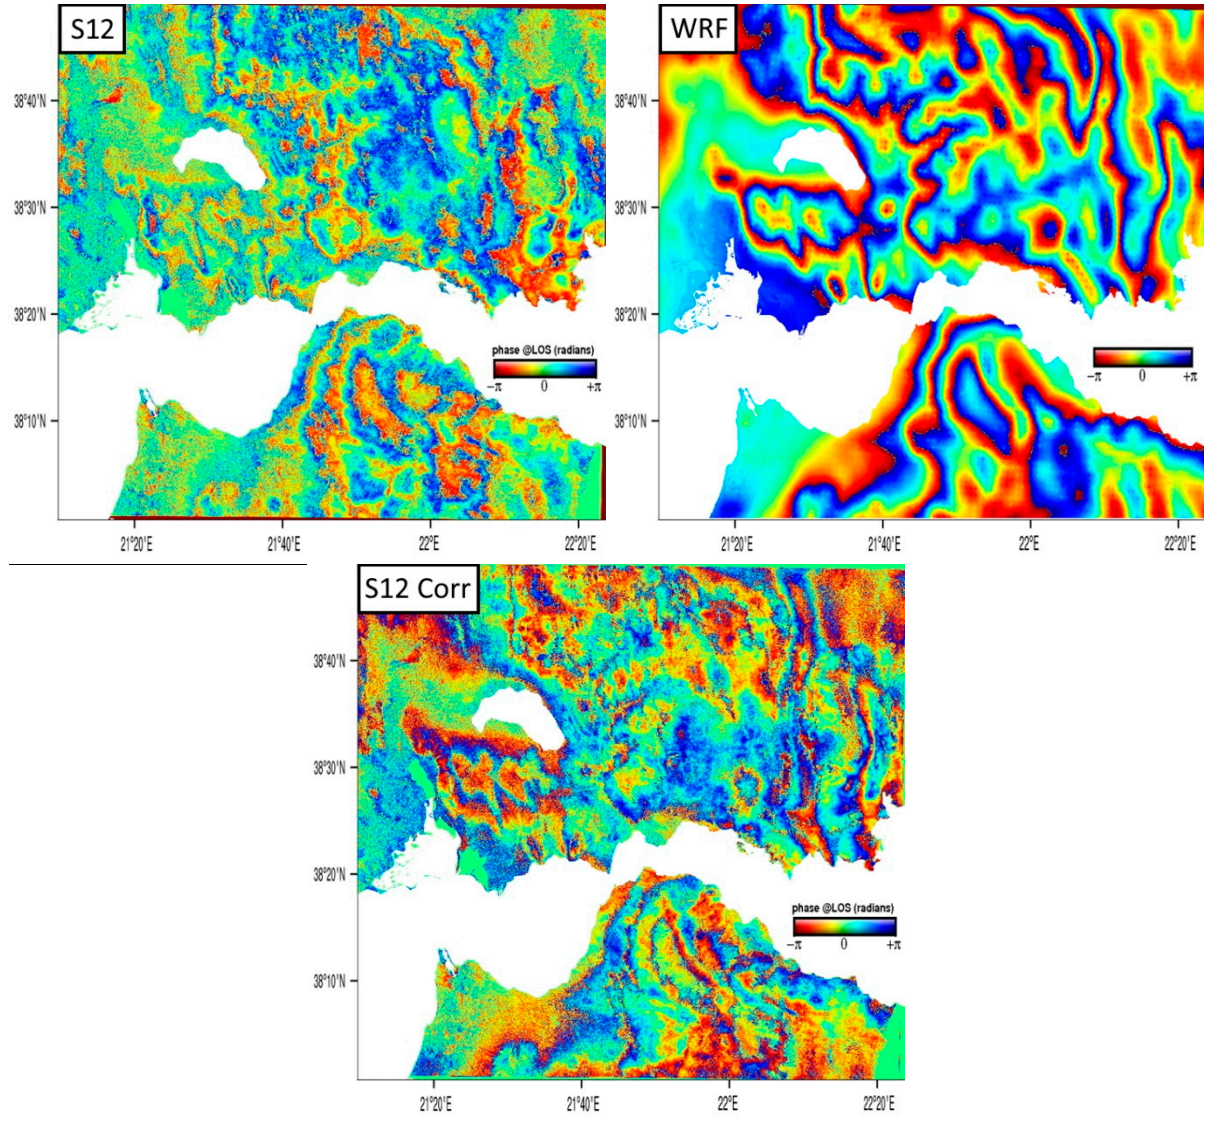 S12
WRF
38°40'N
38°30'N
38°20'N
38°10'N
phase @LOS (radians)
−π 0 +π
21°20'E 21°40'E 22°E 22°20'E
38°40'N
38°30'N
38°20'N
38°10'N
−π 0 +π
21°20'E 21°40'E 22°E 22°20'E
S12 Corr
38°40'N
38°30'N
38°20'N
38°10'N
phase @LOS (radians)
−π 0 +π
21°20'E 21°40'E 22°E 22°20'E